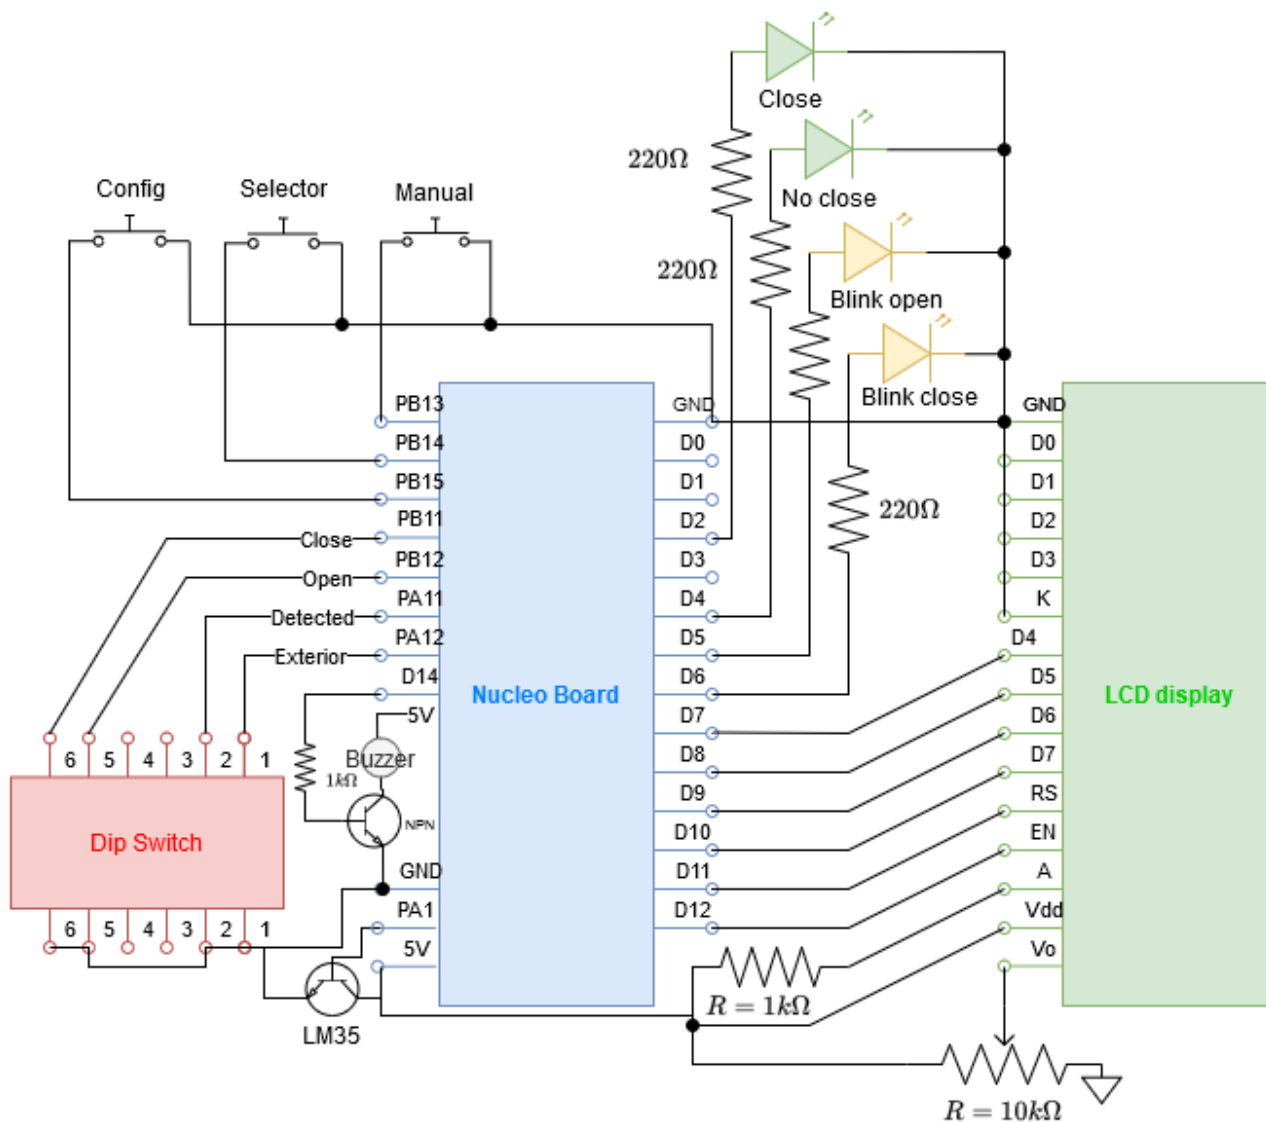 Close
220Ω
No close
Config
Selector
Manual
220Ω
Blink open
Blink close
220Ω
PB13
PB14
PB15
PB11
PB12
PA11
PA12
D14
5V
GND
PA1
5V
Close
Open
Detected
Exterior
Buzzer
1kΩ
NPN
Nucleo Board
GND
D0
D1
D2
D3
D4
D5
D6
D7
D8
D9
D10
D11
D12
GND
D0
D1
D2
D3
K
D4
D5
D6
D7
RS
EN
A
Vdd
Vo
LCD display
6 5 4 3 2 1
Dip Switch
6 5 4 3 2 1
LM35
R = 1kΩ
R = 10kΩ